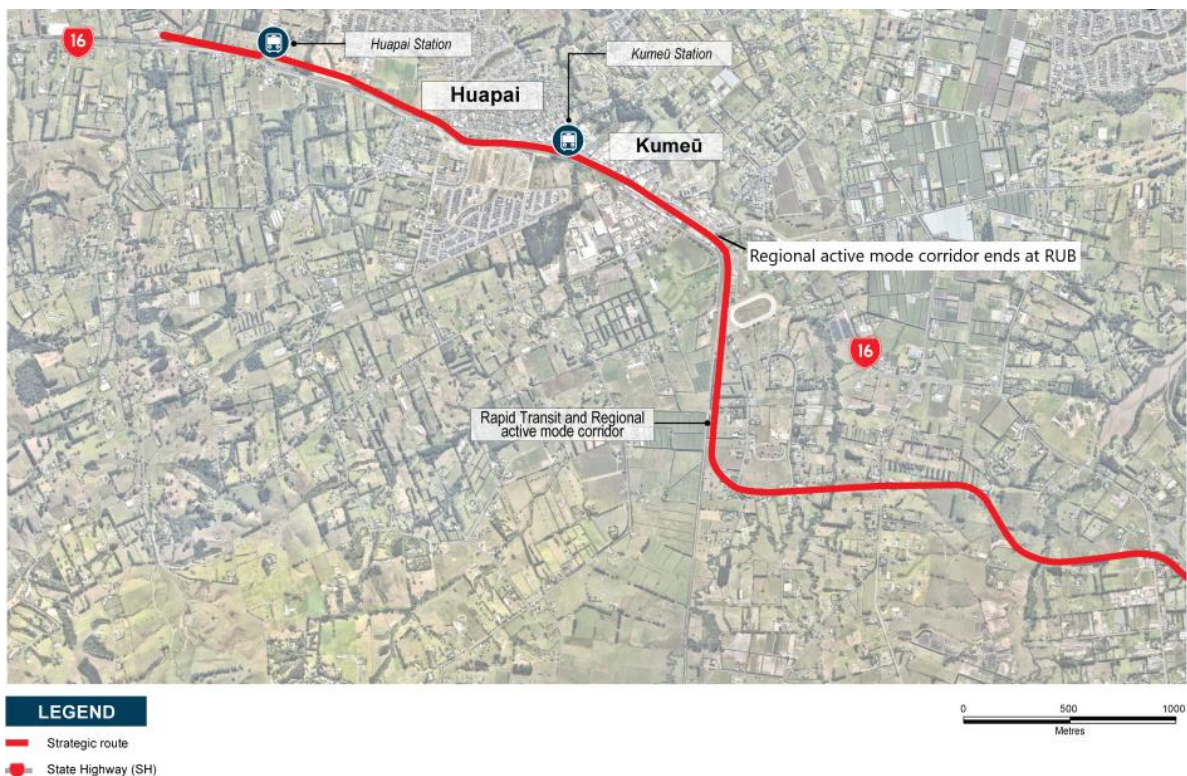 16
Huapai Station
Kumeū Station
Huapai
Kumeū
Regional active mode corridor ends at RUB
16
Rapid Transit and Regional
active mode corridor
LEGEND
Strategic route
State Highway (SH)
0 500 1000
Metres